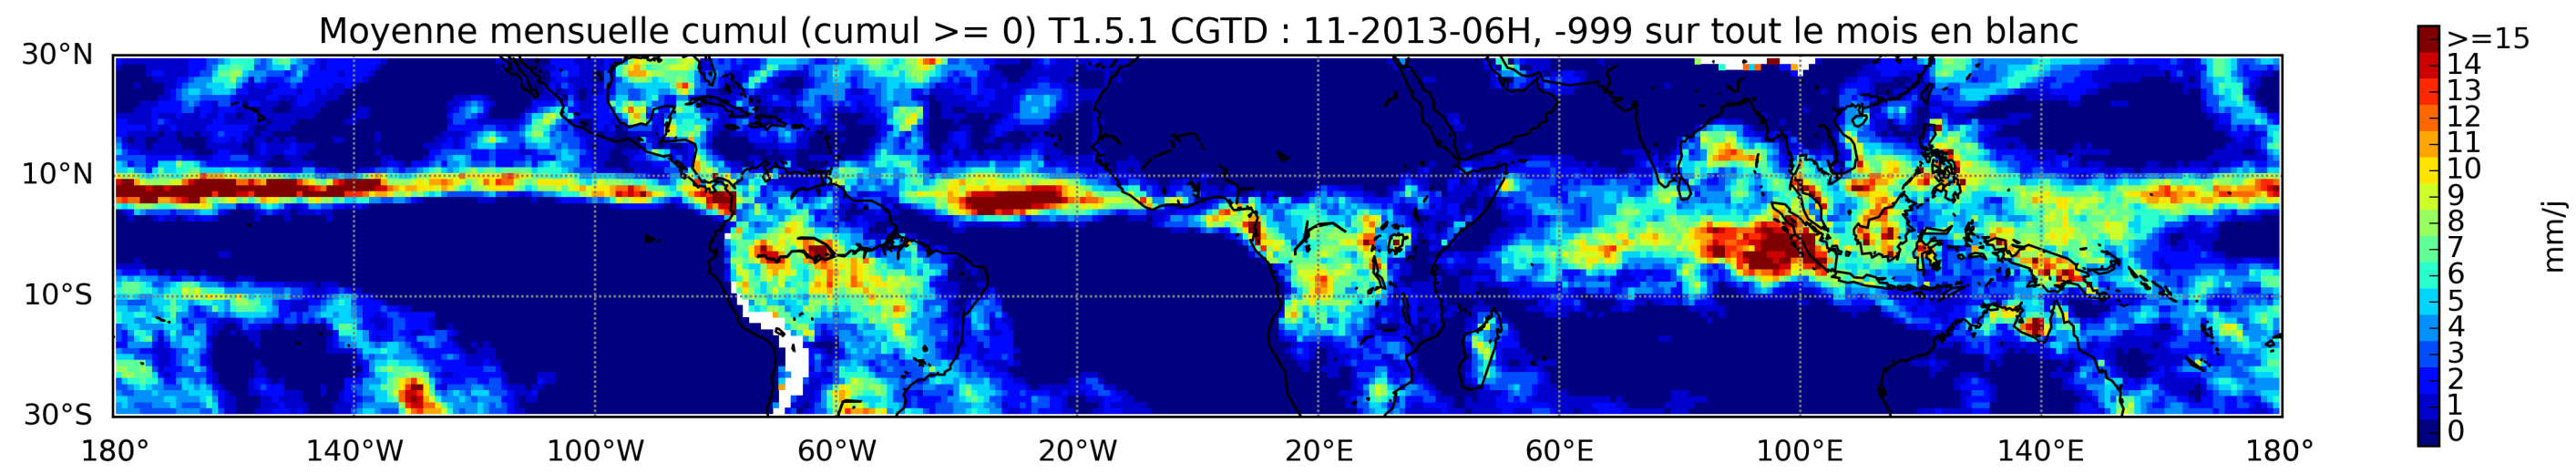 Moyenne mensuelle cumul (cumul >= 0) T1.5.1 CGTD : 11-2013-06H, -999 sur tout le mois en blanc
30°N
10°N
10°S
30°S
180° 140°W 100°W 60°W 20°W 20°E 60°E 100°E 140°E 180°
>=15
14
13
12
11
10
9
8
7
6
5
4
3
2
1
0
mm/j